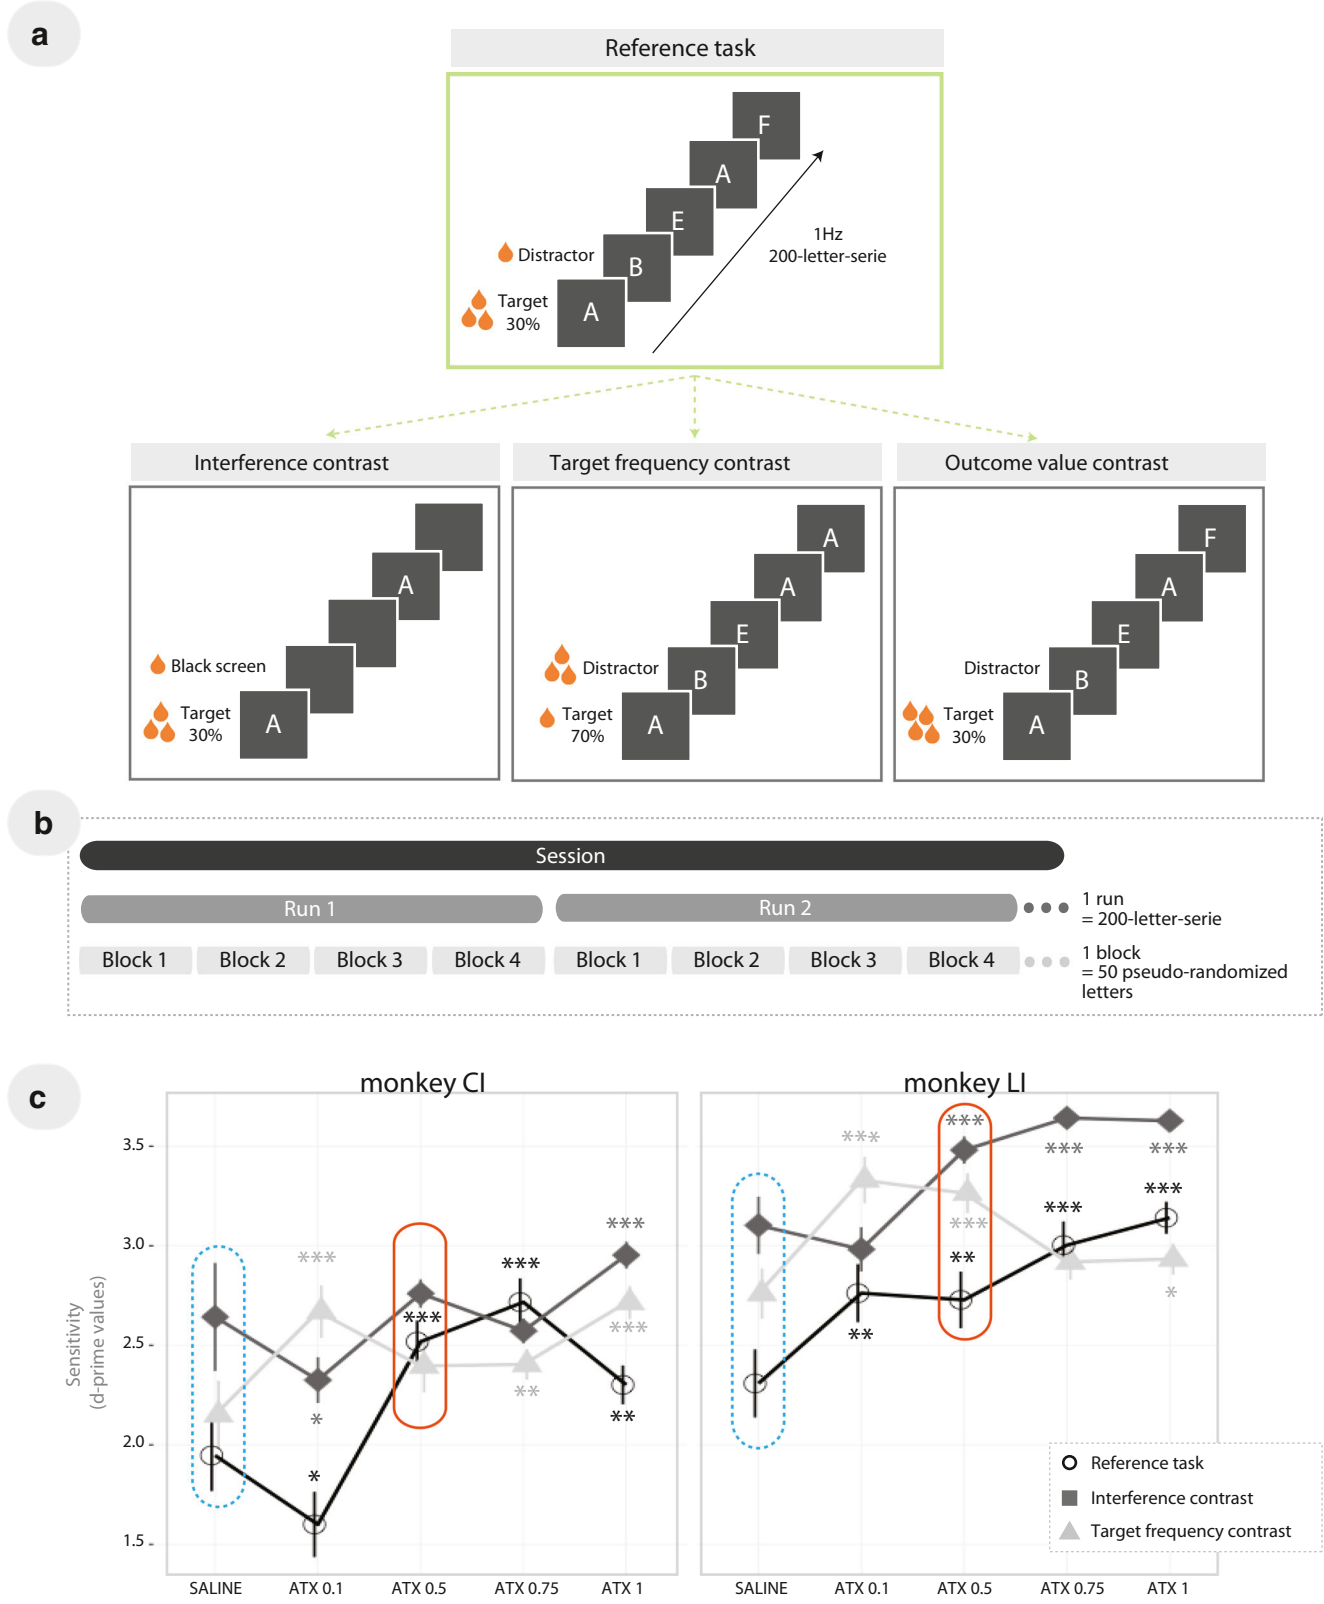 a
Reference task
F
A
E
B
A
Distractor
Target
30%
1Hz
200-letter-serie
Interference contrast
Target frequency contrast
Outcome value contrast
A
A
Black screen
Target
30%
A
A
E
B
A
Distractor
Target
70%
F
A
E
B
A
Distractor
Target
30%
b
Session
Run 1
Run 2
1 run
= 200-letter-serie
Block 1
Block 2
Block 3
Block 4
Block 1
Block 2
Block 3
Block 4
1 block
= 50 pseudo-randomized
letters
c
monkey CI
monkey LI
Sensitivity
(d-prime values)
3.5
3.0
2.5
2.0
1.5
***
*
*
***
***
**
***
***
**
***
**
***
***
**
***
***
***
***
*
Reference task
Interference contrast
Target frequency contrast
SALINE
ATX 0.1
ATX 0.5
ATX 0.75
ATX 1
SALINE
ATX 0.1
ATX 0.5
ATX 0.75
ATX 1